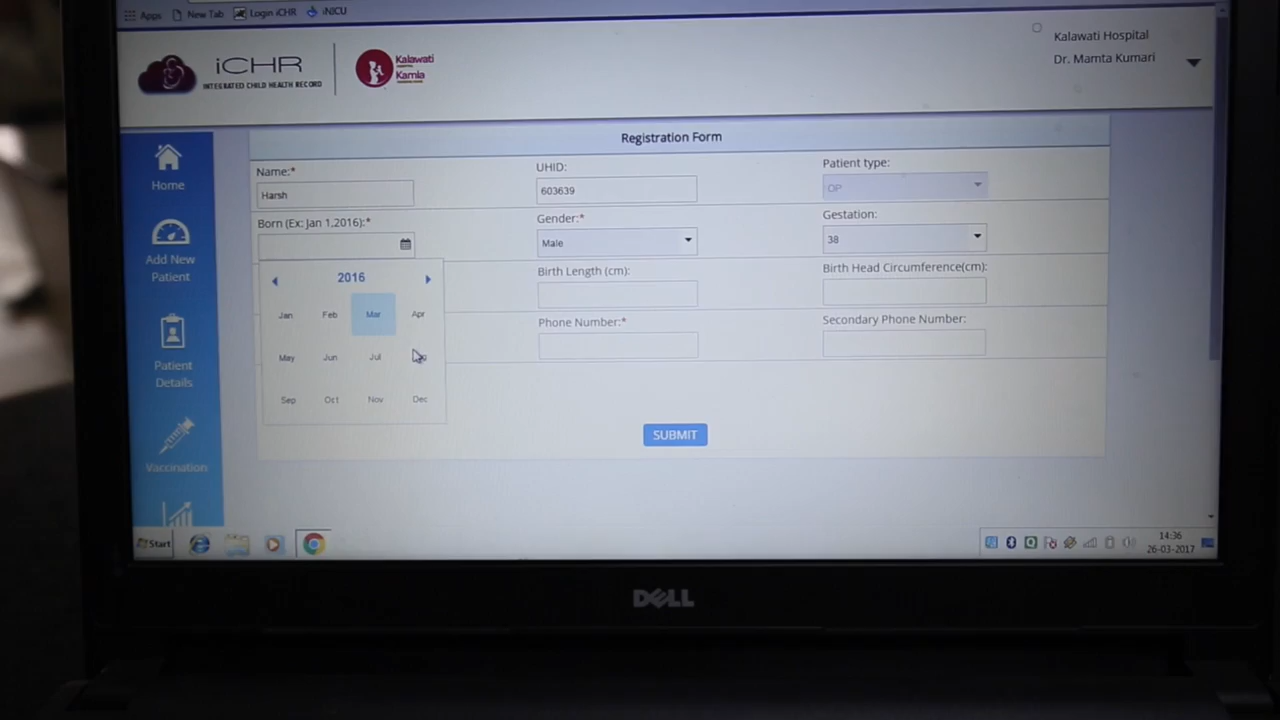 Apps New Tab Login iCHR iNICU
iCHR
INTEGRATED CHILD HEALTH RECORD
Kalawati
HOSPITAL
Kamla
Kalawati Hospital
Dr. Mamta Kumari
Home
Add New
Patient
Patient
Details
Vaccination
Registration Form
Name:*
Harsh
UHID:
603639
Patient type:
OP
Born (Ex: Jan 1,2016):*
Gender:*
Male
Gestation:
38
2016
Jan Feb Mar Apr
May Jun Jul
Sep Oct Nov Dec
Birth Length (cm):
Birth Head Circumference(cm):
Phone Number:*
Secondary Phone Number:
SUBMIT
Start
14:36
26-03-2017
DELL